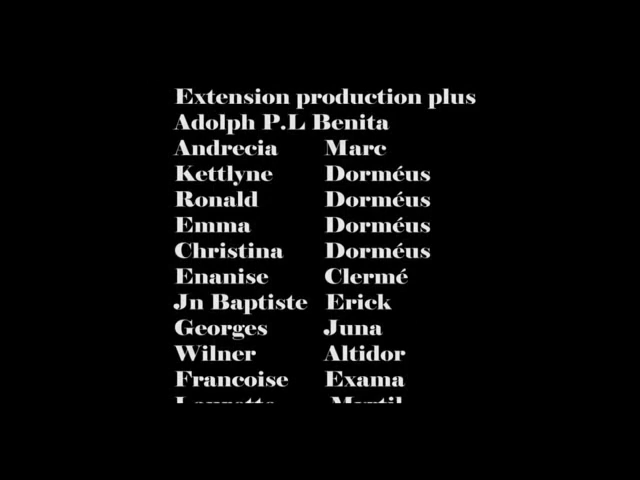 Extension production plus
Adolph P.L Benita
Andrecia Marc
Kettlyne Dorméus
Ronald Dorméus
Emma Dorméus
Christina Dorméus
Enanise Clermé
Jn Baptiste Erick
Georges Juna
Wilner Altidor
Francoise Exama